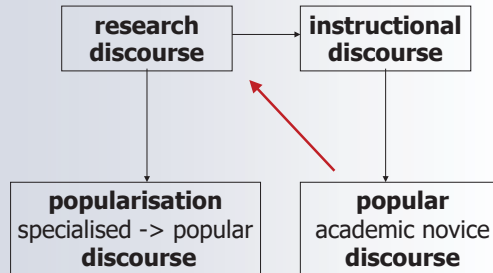 research
discourse
instructional
discourse
popularisation
specialised -> popular
discourse
popular
academic novice
discourse